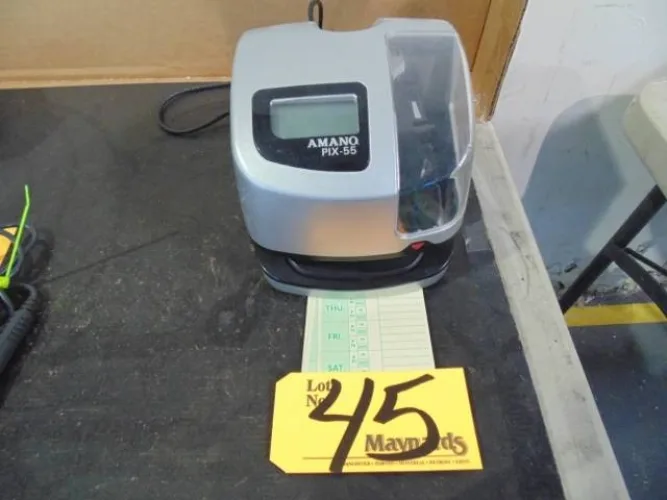 AMANO
PIX-55
THU
FRI
SAT
Lot
No
45
Maynards